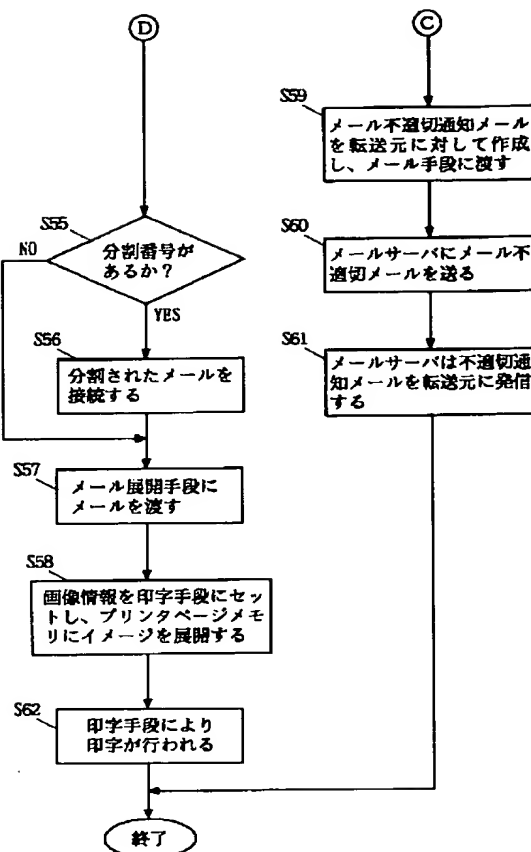 D
S55
分割番号が
あるか？
NO
YES
S56
分割されたメールを
接続する
S57
メール展開手段に
メールを渡す
S58
画像情報を印字手段にセッ
トし、プリンタページメモ
リにイメージを展開する
S62
印字手段により
印字が行われる
終了
C
S59
メール不適切通知メール
を転送元に対して作成
し、メール手段に渡す
S60
メールサーバにメール不
適切メールを送る
S61
メールサーバは不適切通
知メールを転送元に発信
する